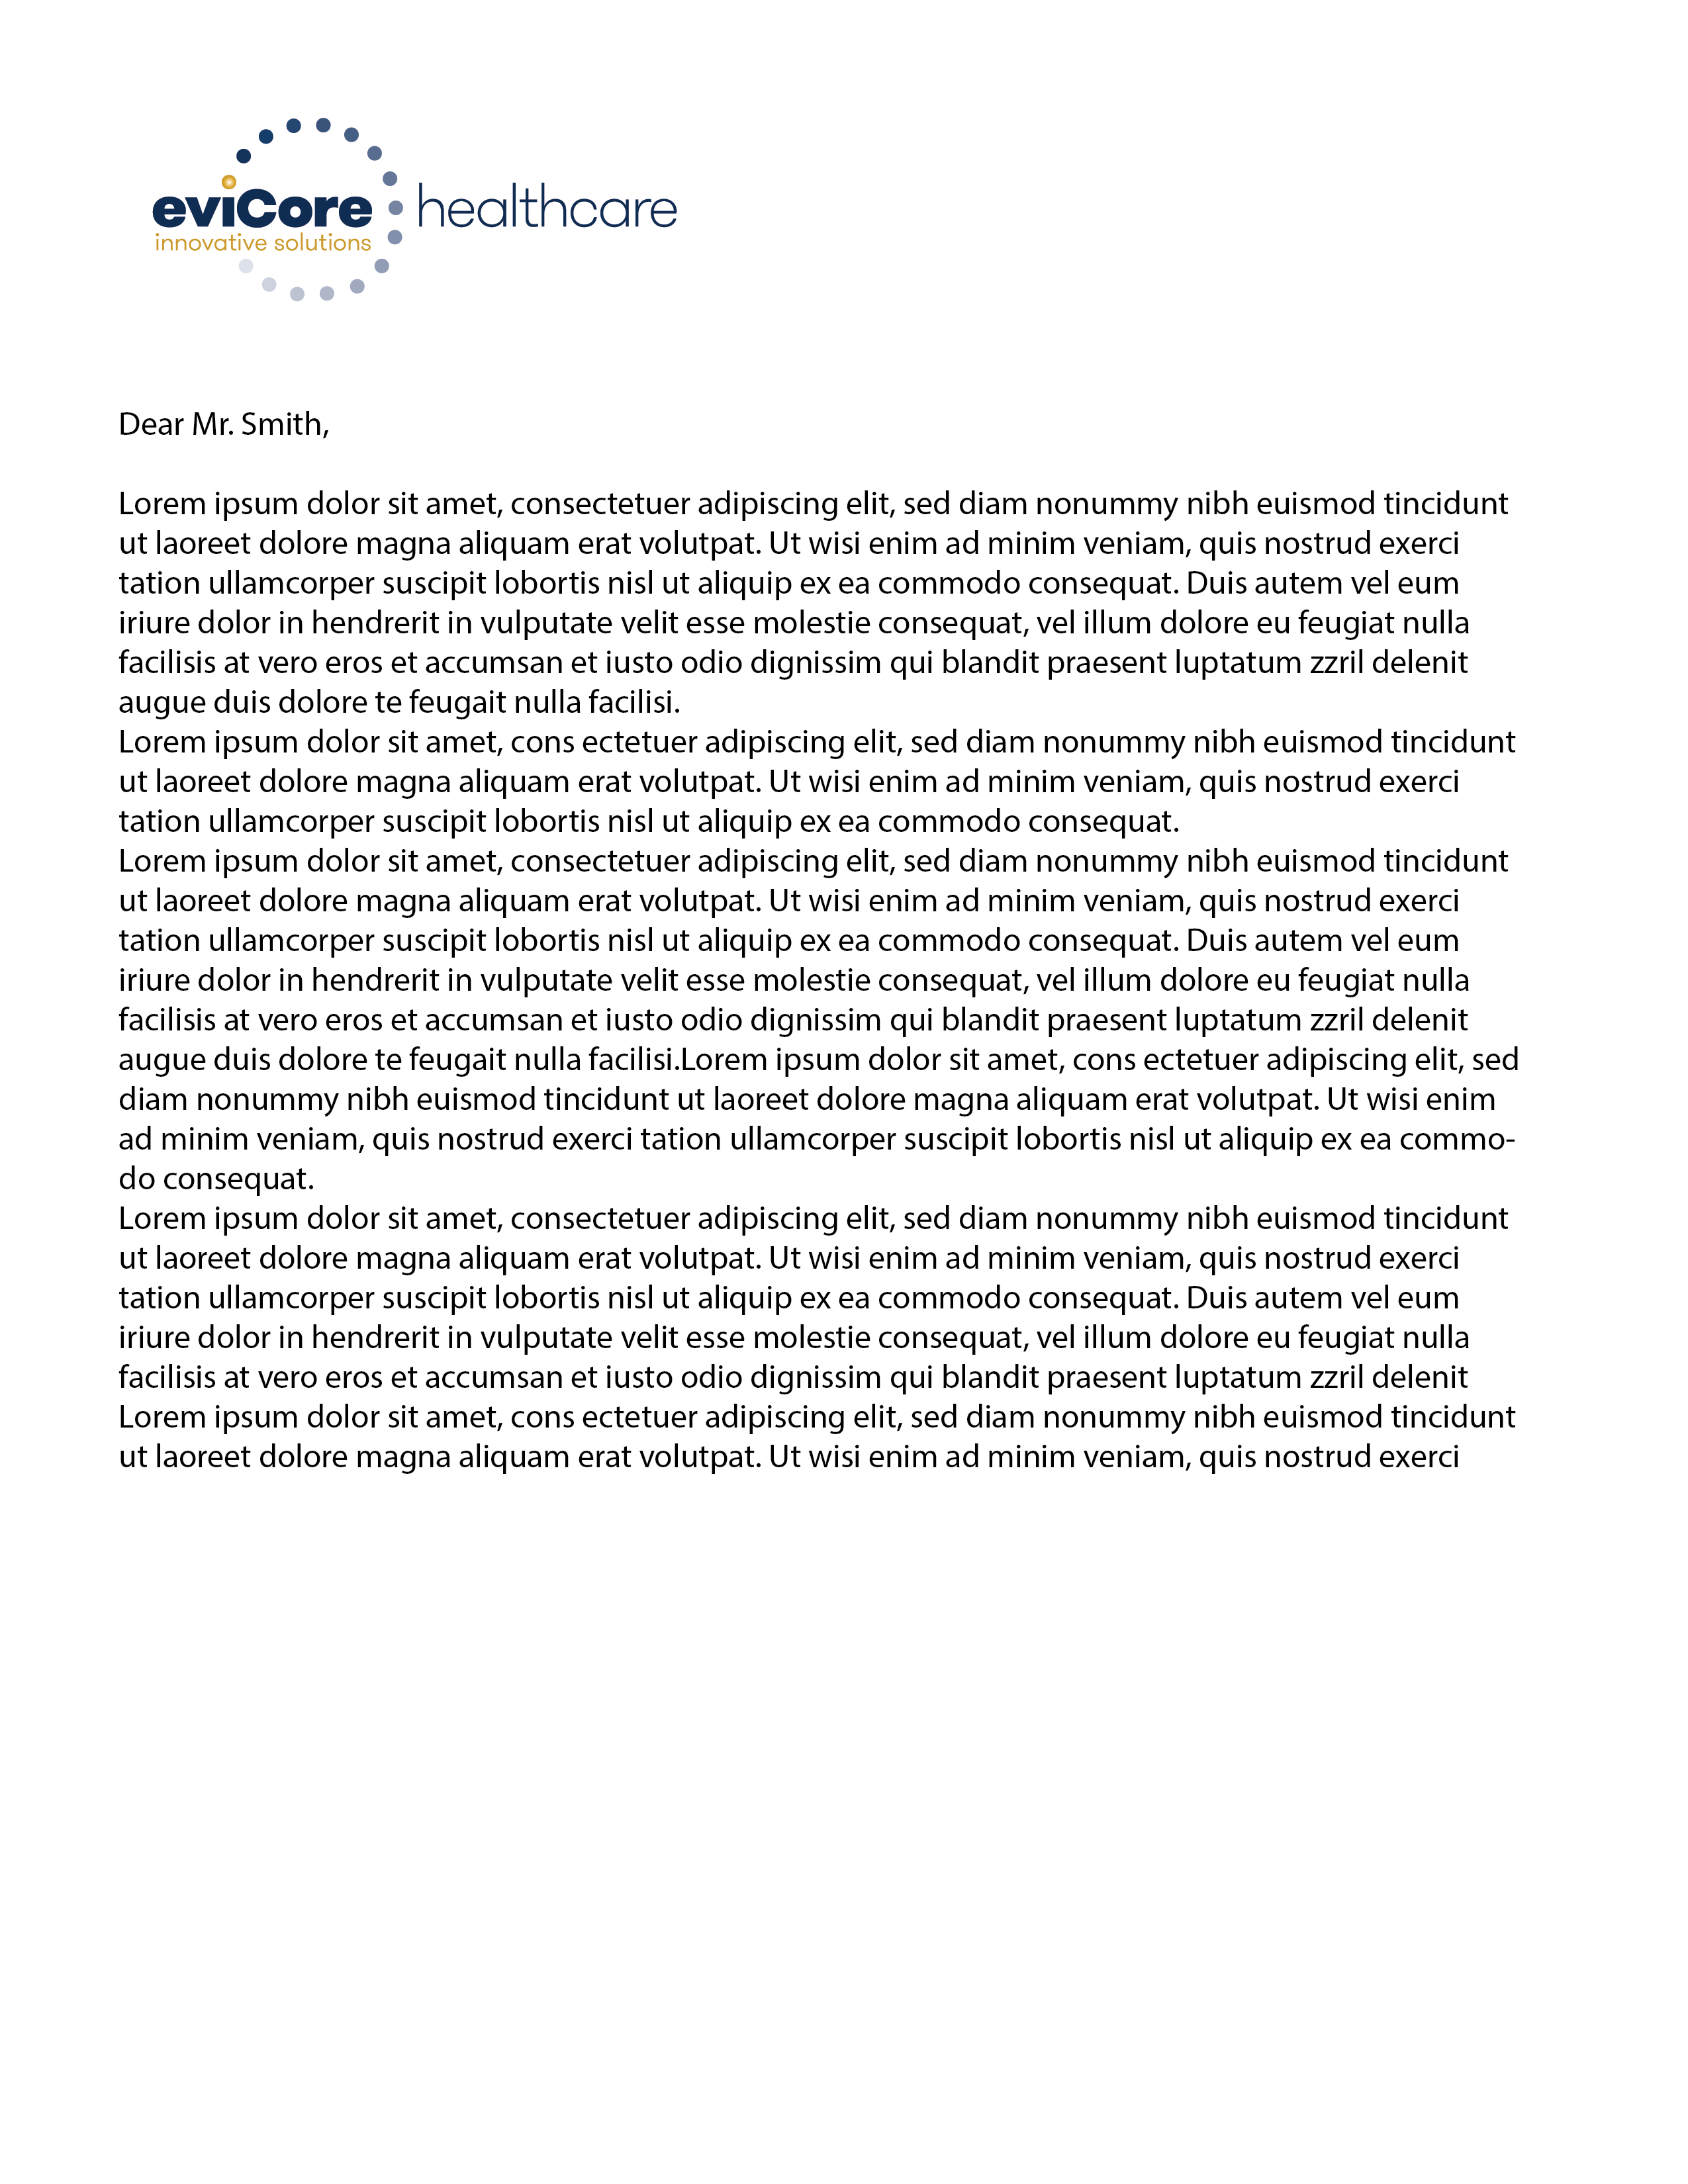 eviCore healthcare
innovative solutions
Dear Mr. Smith,
Lorem ipsum dolor sit amet, consectetuer adipiscing elit, sed diam nonummy nibh euismod tincidunt
ut laoreet dolore magna aliquam erat volutpat. Ut wisi enim ad minim veniam, quis nostrud exerci
tation ullamcorper suscipit lobortis nisl ut aliquip ex ea commodo consequat. Duis autem vel eum
iriure dolor in hendrerit in vulputate velit esse molestie consequat, vel illum dolore eu feugiat nulla
facilisis at vero eros et accumsan et iusto odio dignissim qui blandit praesent luptatum zzril delenit
augue duis dolore te feugait nulla facilisi.
Lorem ipsum dolor sit amet, cons ectetuer adipiscing elit, sed diam nonummy nibh euismod tincidunt
ut laoreet dolore magna aliquam erat volutpat. Ut wisi enim ad minim veniam, quis nostrud exerci
tation ullamcorper suscipit lobortis nisl ut aliquip ex ea commodo consequat.
Lorem ipsum dolor sit amet, consectetuer adipiscing elit, sed diam nonummy nibh euismod tincidunt
ut laoreet dolore magna aliquam erat volutpat. Ut wisi enim ad minim veniam, quis nostrud exerci
tation ullamcorper suscipit lobortis nisl ut aliquip ex ea commodo consequat. Duis autem vel eum
iriure dolor in hendrerit in vulputate velit esse molestie consequat, vel illum dolore eu feugiat nulla
facilisis at vero eros et accumsan et iusto odio dignissim qui blandit praesent luptatum zzril delenit
augue duis dolore te feugait nulla facilisi.Lorem ipsum dolor sit amet, cons ectetuer adipiscing elit, sed
diam nonummy nibh euismod tincidunt ut laoreet dolore magna aliquam erat volutpat. Ut wisi enim
ad minim veniam, quis nostrud exerci tation ullamcorper suscipit lobortis nisl ut aliquip ex ea commo-
do consequat.
Lorem ipsum dolor sit amet, consectetuer adipiscing elit, sed diam nonummy nibh euismod tincidunt
ut laoreet dolore magna aliquam erat volutpat. Ut wisi enim ad minim veniam, quis nostrud exerci
tation ullamcorper suscipit lobortis nisl ut aliquip ex ea commodo consequat. Duis autem vel eum
iriure dolor in hendrerit in vulputate velit esse molestie consequat, vel illum dolore eu feugiat nulla
facilisis at vero eros et accumsan et iusto odio dignissim qui blandit praesent luptatum zzril delenit
Lorem ipsum dolor sit amet, cons ectetuer adipiscing elit, sed diam nonummy nibh euismod tincidunt
ut laoreet dolore magna aliquam erat volutpat. Ut wisi enim ad minim veniam, quis nostrud exerci